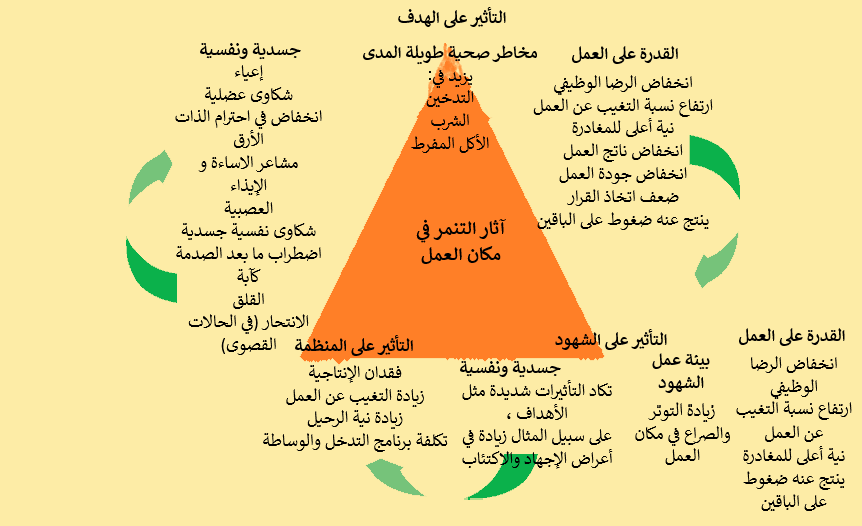 التأثير على الهدف
القدرة على العمل
انخفاض الرضا الوظيفي
ارتفاع نسبة التغيب عن العمل
نية أعلى للمغادرة
انخفاض ناتج العمل
انخفاض جودة العمل
ضعف اتخاذ القرار
ينتج عنه ضغوط على الباقين
مخاطر صحية طويلة المدى
يزيد في:
التدخين
الشرب
الأكل المفرط
جسدية ونفسية
إعياء
شكاوى عضلية
انخفاض في احترام الذات
الأرق
مشاعر الاساءة و
الإيذاء
العصبية
شكاوى نفسية جسدية
اضطراب ما بعد الصدمة
كآبة
القلق
الانتحار (في الحالات
القصوى)
آثار التنمر في
مكان العمل
التأثير على الشهود
القدرة على العمل
انخفاض الرضا
الوظيفي
ارتفاع نسبة التغيب
عن العمل
نية أعلى للمغادرة
ينتج عنه ضغوط
على الباقين
بيئة عمل
الشهود
زيادة التوتر
والصراع في مكان
العمل
جسدية ونفسية
تكاد التأثيرات شديدة مثل
الأهداف ،
على سبيل المثال زيادة في
أعراض الإجهاد والاكتئاب
التأثير على المنظمة
فقدان الإنتاجية
زيادة التغيب عن العمل
زيادة نية الرحيل
تكلفة برنامج التدخل والوساطة